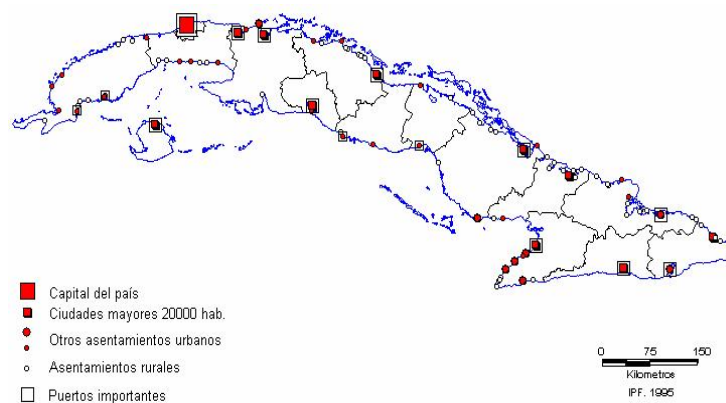 Capital del país
Ciudades mayores 20000 hab.
Otros asentamientos urbanos
Asentamientos rurales
Puertos importantes
0 75 150
Kilometros
IPF. 1995